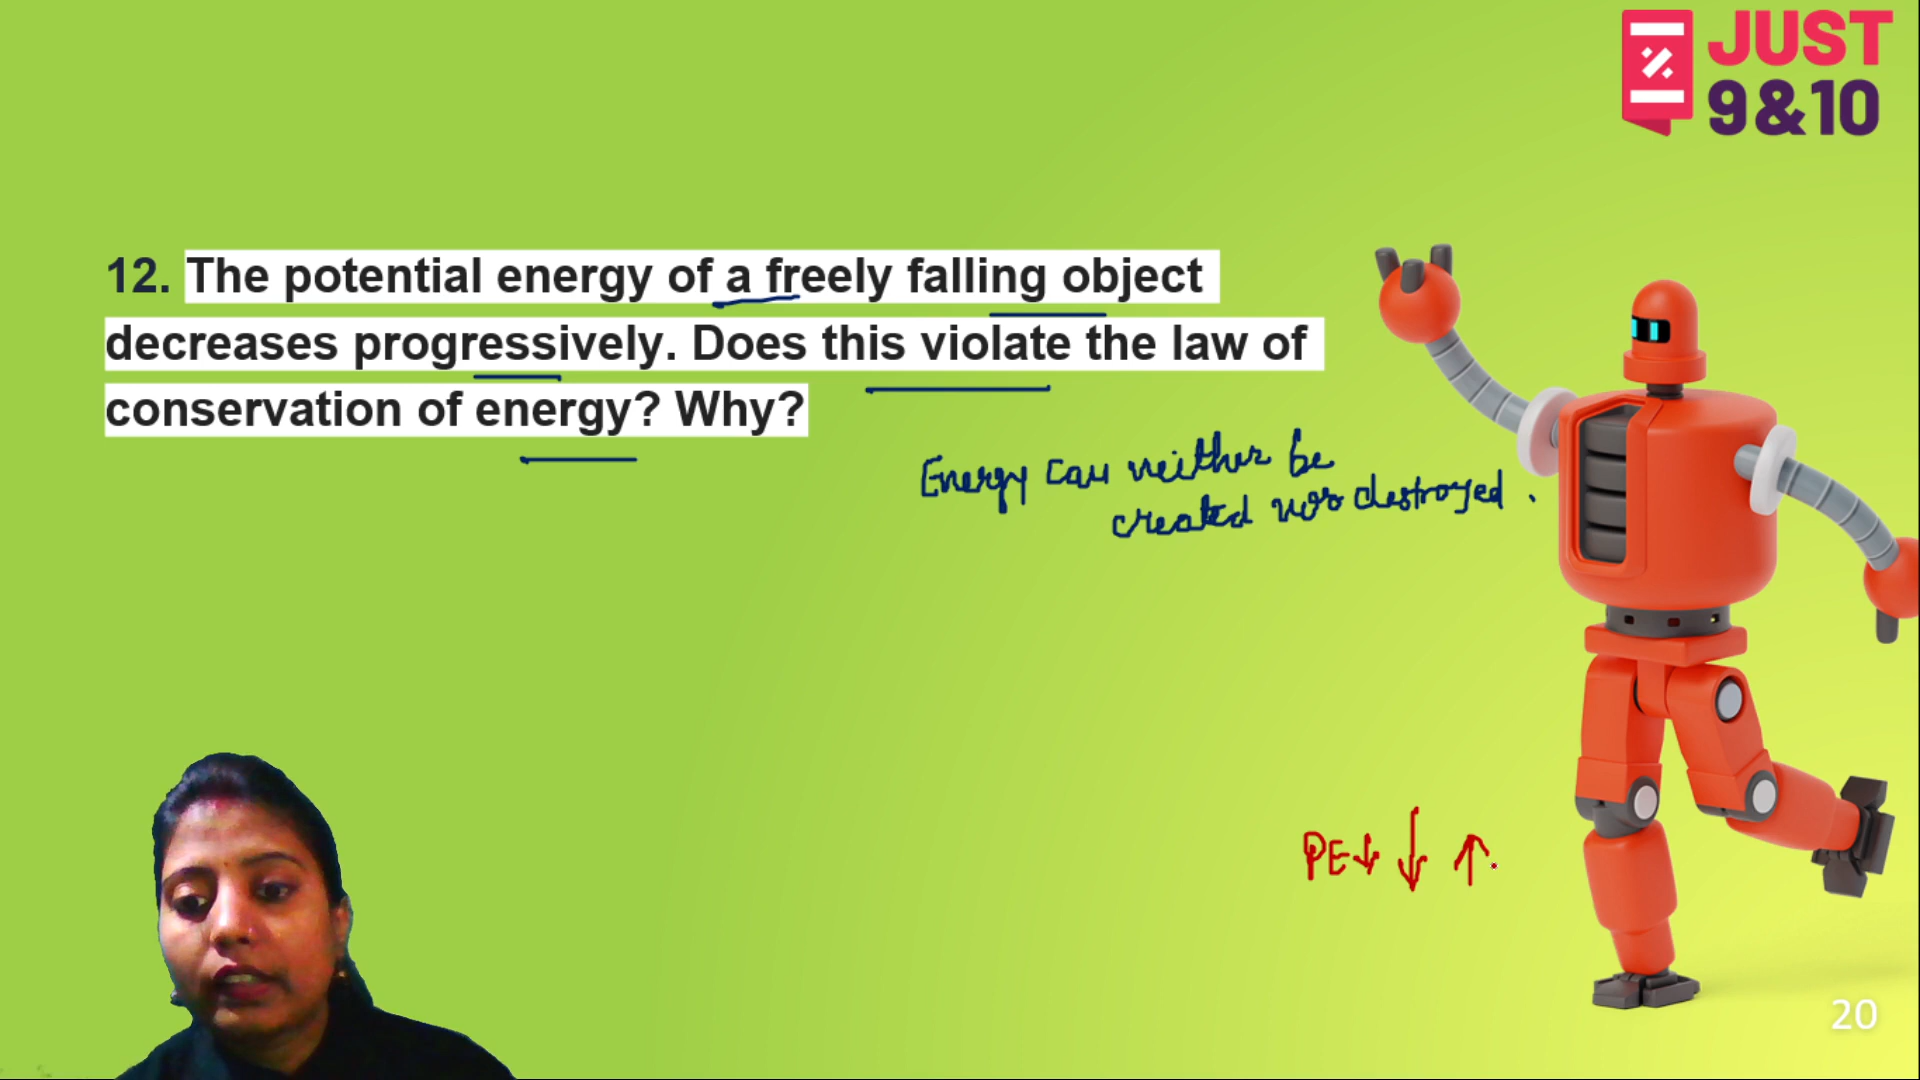 JUST
9&10
12. The potential energy of a freely falling object
decreases progressively. Does this violate the law of
conservation of energy? Why?
Energy can neither be
created nor destroyed.
PE↓ ↓ ↑
20